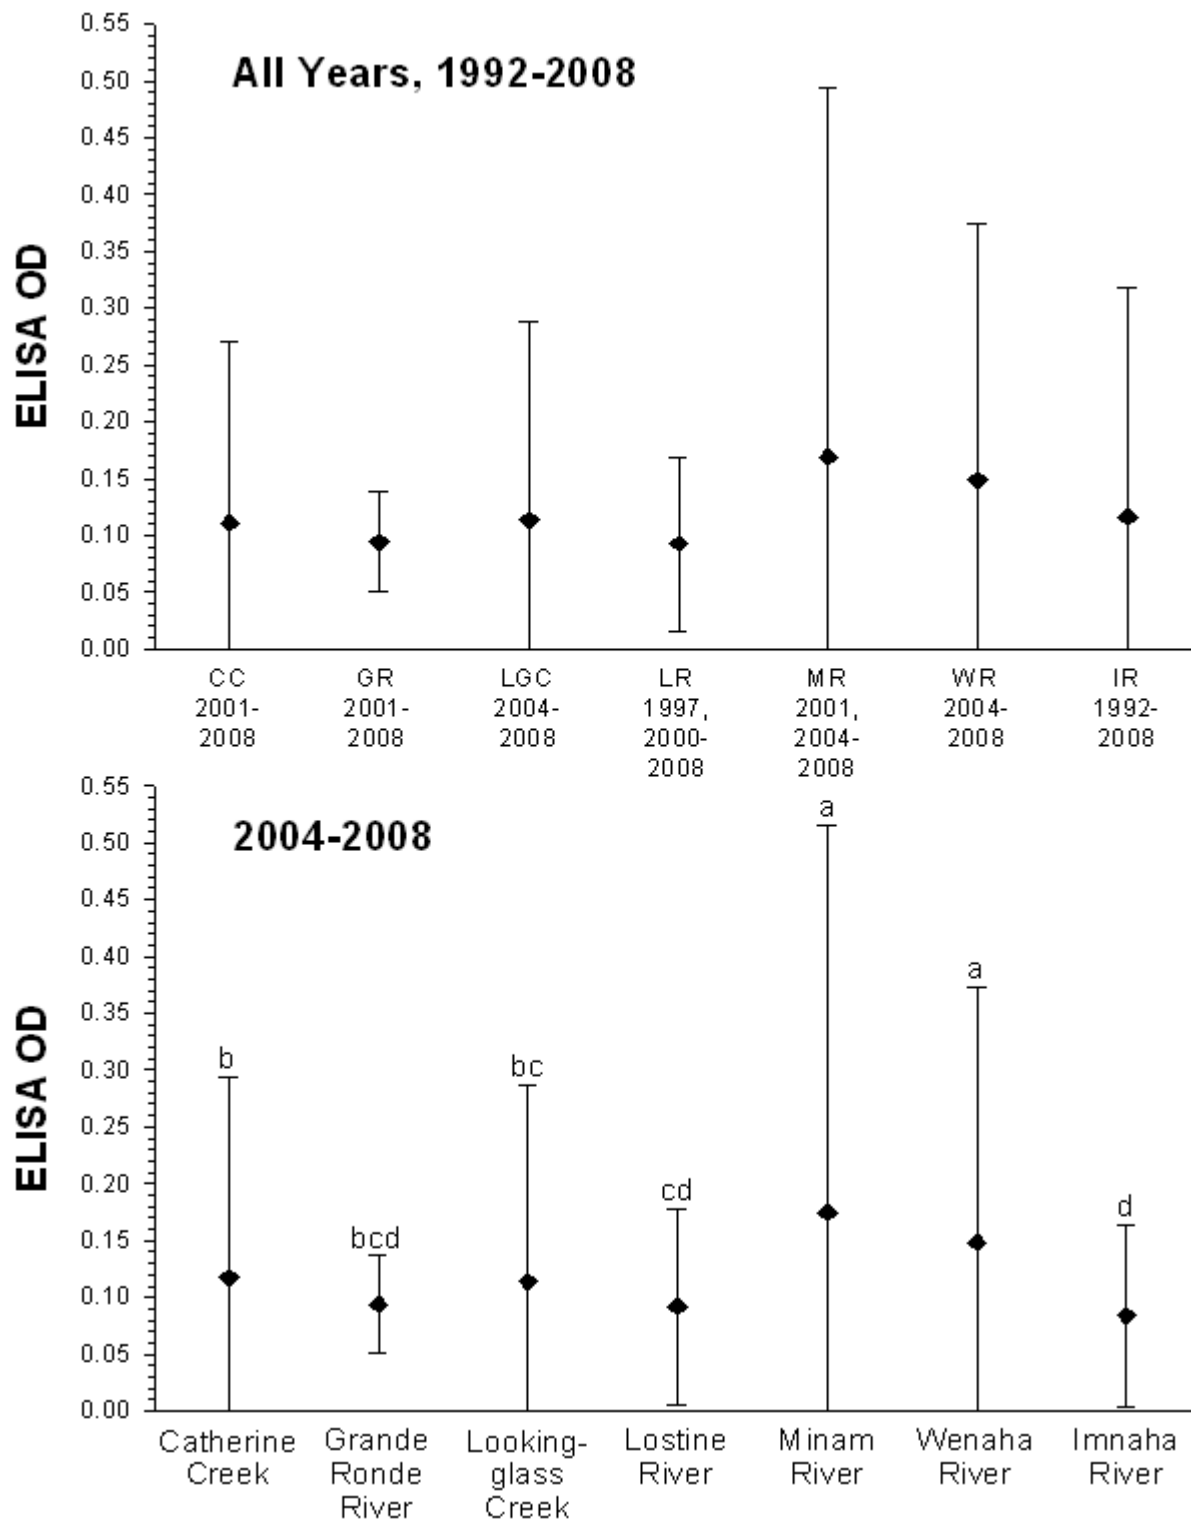 All Years, 1992-2008
ELISA OD
0.55
0.50
0.45
0.40
0.35
0.30
0.25
0.20
0.15
0.10
0.05
0.00
CC
2001-
2008
GR
2001-
2008
LGC
2004-
2008
LR
1997,
2000-
2008
MR
2001,
2004-
2008
WR
2004-
2008
IR
1992-
2008
2004-2008
ELISA OD
0.55
0.50
0.45
0.40
0.35
0.30
0.25
0.20
0.15
0.10
0.05
0.00
b
bcd
bc
cd
a
a
d
Catherine
Creek
Grande
Ronde
River
Looking-
glass
Creek
Lostine
River
Minam
River
Wenaha
River
Imnaha
River